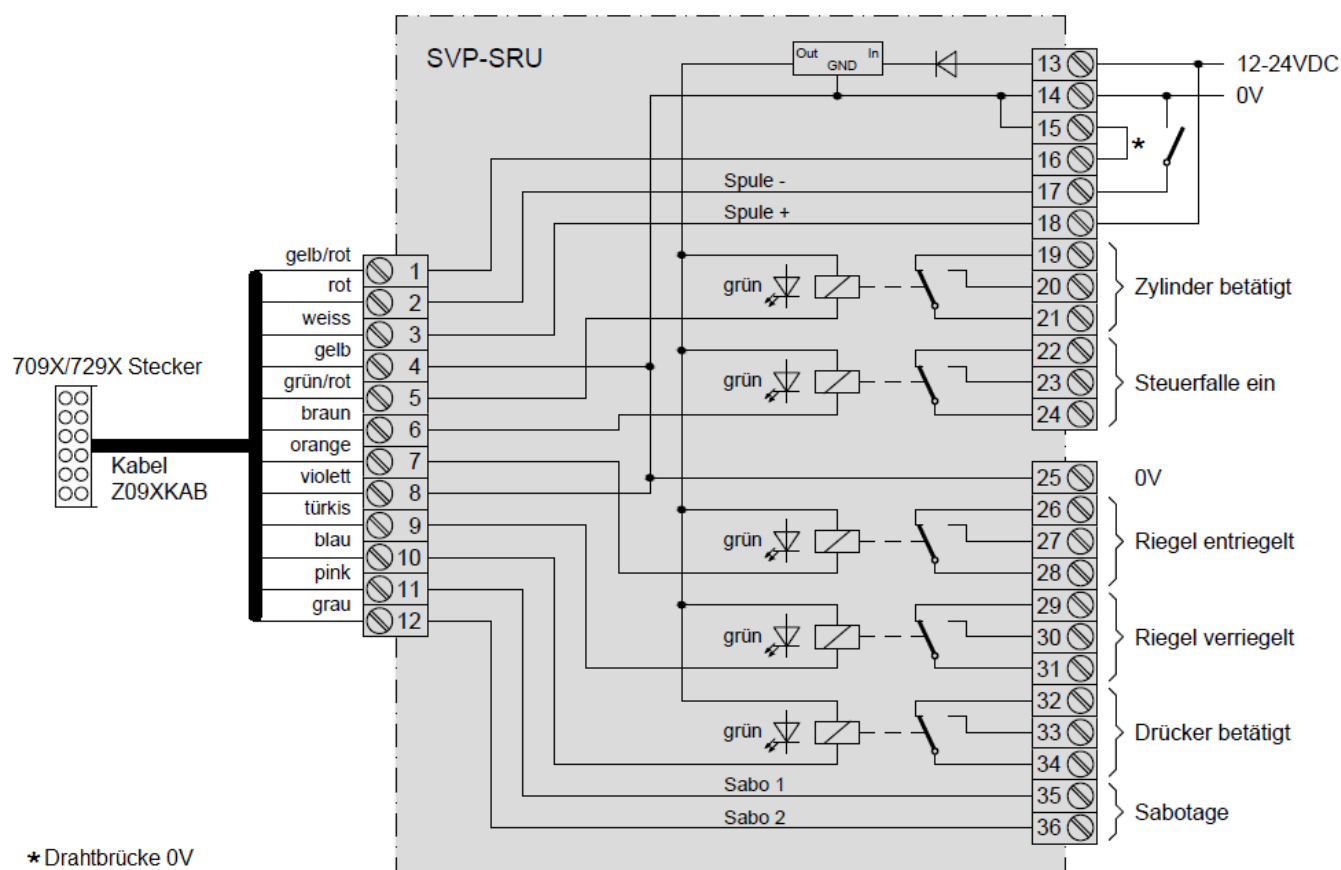 SVP-SRU
Out In
GND
13
12-24VDC
14
0V
15
16
*
Spule -
17
Spule +
18
gelb/rot
1
rot
2
weiss
3
gelb
4
grün/rot
5
braun
6
orange
7
violett
8
türkis
9
blau
10
pink
11
grau
12
709X/729X Stecker
Kabel
Z09XKAB
grün
19
20
21
Zylinder betätigt
grün
22
23
24
Steuerfalle ein
25
0V
grün
26
27
28
Riegel entriegelt
grün
29
30
31
Riegel verriegelt
grün
32
33
34
Drücker betätigt
Sabo 1
35
Sabo 2
36
Sabotage
* Drahtbrücke 0V